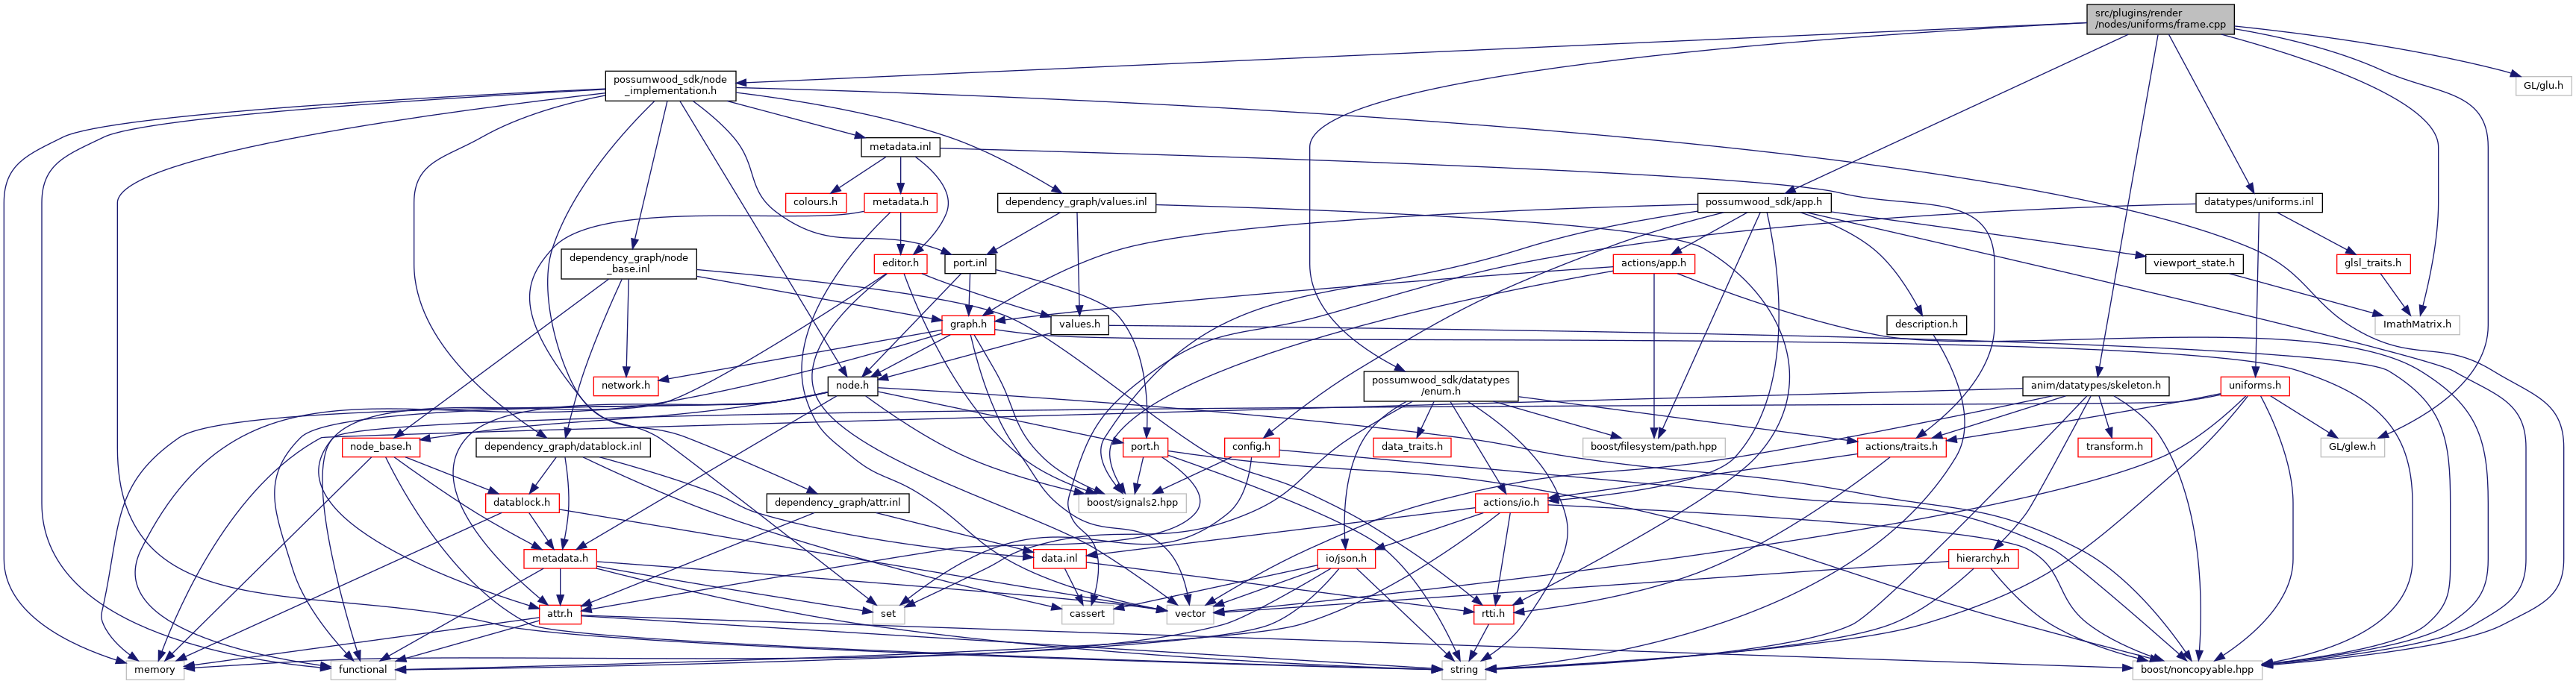 src/plugins/render
/nodes/uniforms/frame.cpp
possumwood_sdk/node
_implementation.h
GL/glu.h
metadata.inl
colours.h
metadata.h
dependency_graph/values.inl
possumwood_sdk/app.h
datatypes/uniforms.inl
dependency_graph/node
_base.inl
editor.h
port.inl
actions/app.h
viewport_state.h
glsl_traits.h
graph.h
values.h
description.h
ImathMatrix.h
network.h
node.h
possumwood_sdk/datatypes
/enum.h
anim/datatypes/skeleton.h
uniforms.h
node_base.h
dependency_graph/datablock.inl
port.h
config.h
data_traits.h
boost/filesystem/path.hpp
actions/traits.h
transform.h
GL/glew.h
datablock.h
dependency_graph/attr.inl
boost/signals2.hpp
actions/io.h
metadata.h
data.inl
io/json.h
hierarchy.h
attr.h
set
cassert
vector
rtti.h
memory
functional
string
boost/noncopyable.hpp